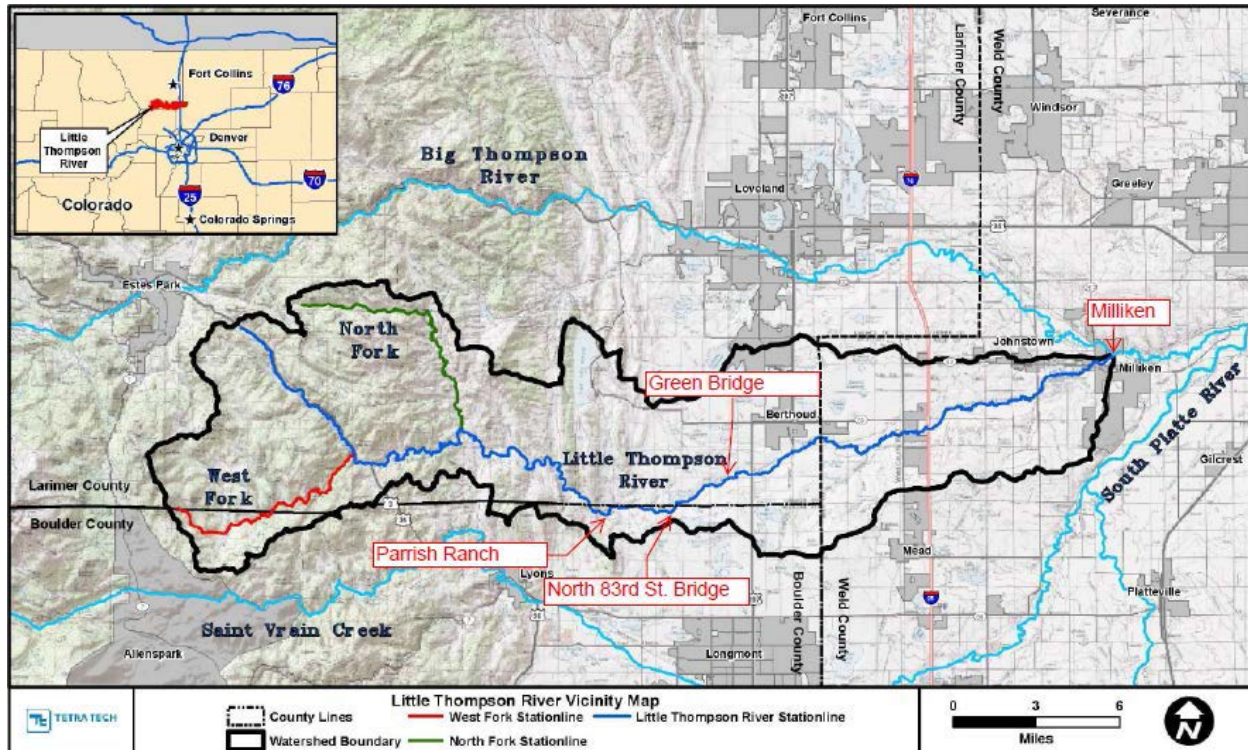 Fort Collins
76
Little
Thompson
River
Denver
70
Colorado
25
Colorado Springs
Fort Collins
Severance
Larimer County
Weld County
Windsor
Big Thompson
River
Loveland
Greeley
Estes Park
North
Fork
Milliken
Johnstown
Milliken
Green Bridge
Berthoud
South Platte River
Gilcrest
Little Thompson
River
West
Fork
Larimer County
Boulder County
36
Parrish Ranch
North 83rd St. Bridge
Mead
Lyons
Boulder County
Weld County
Platteville
Saint Vrain Creek
Allenspark
Longmont
Little Thompson River Vicinity Map
TETRA TECH
County Lines
West Fork Stationline
Little Thompson River Stationline
Watershed Boundary
North Fork Stationline
0 3 6
Miles
N